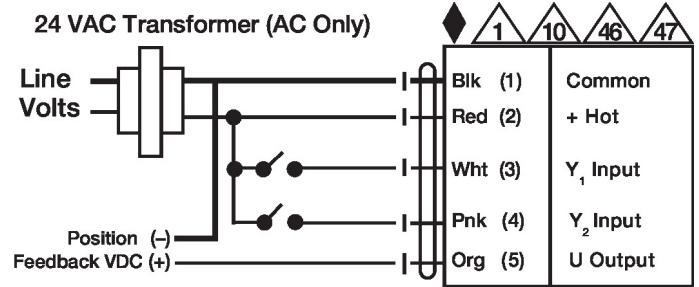 24 VAC Transformer (AC Only)
1 10 46 47
Line
Volts
Blk (1) Common
Red (2) + Hot
Wht (3) Y1 Input
Pnk (4) Y2 Input
Position (–)
Feedback VDC (+)
Org (5) U Output